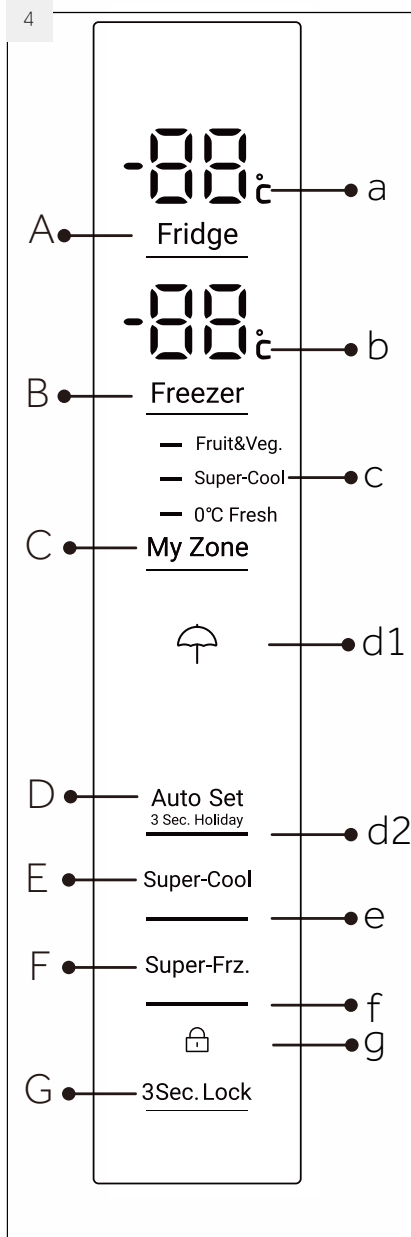 4
-88°c a
A Fridge
-88°c b
B Freezer
Fruit&Veg.
Super-Cool c
0℃ Fresh
C My Zone
d1
D Auto Set
3 Sec. Holiday
d2
E Super-Cool
e
F Super-Frz.
f
g
G 3Sec. Lock